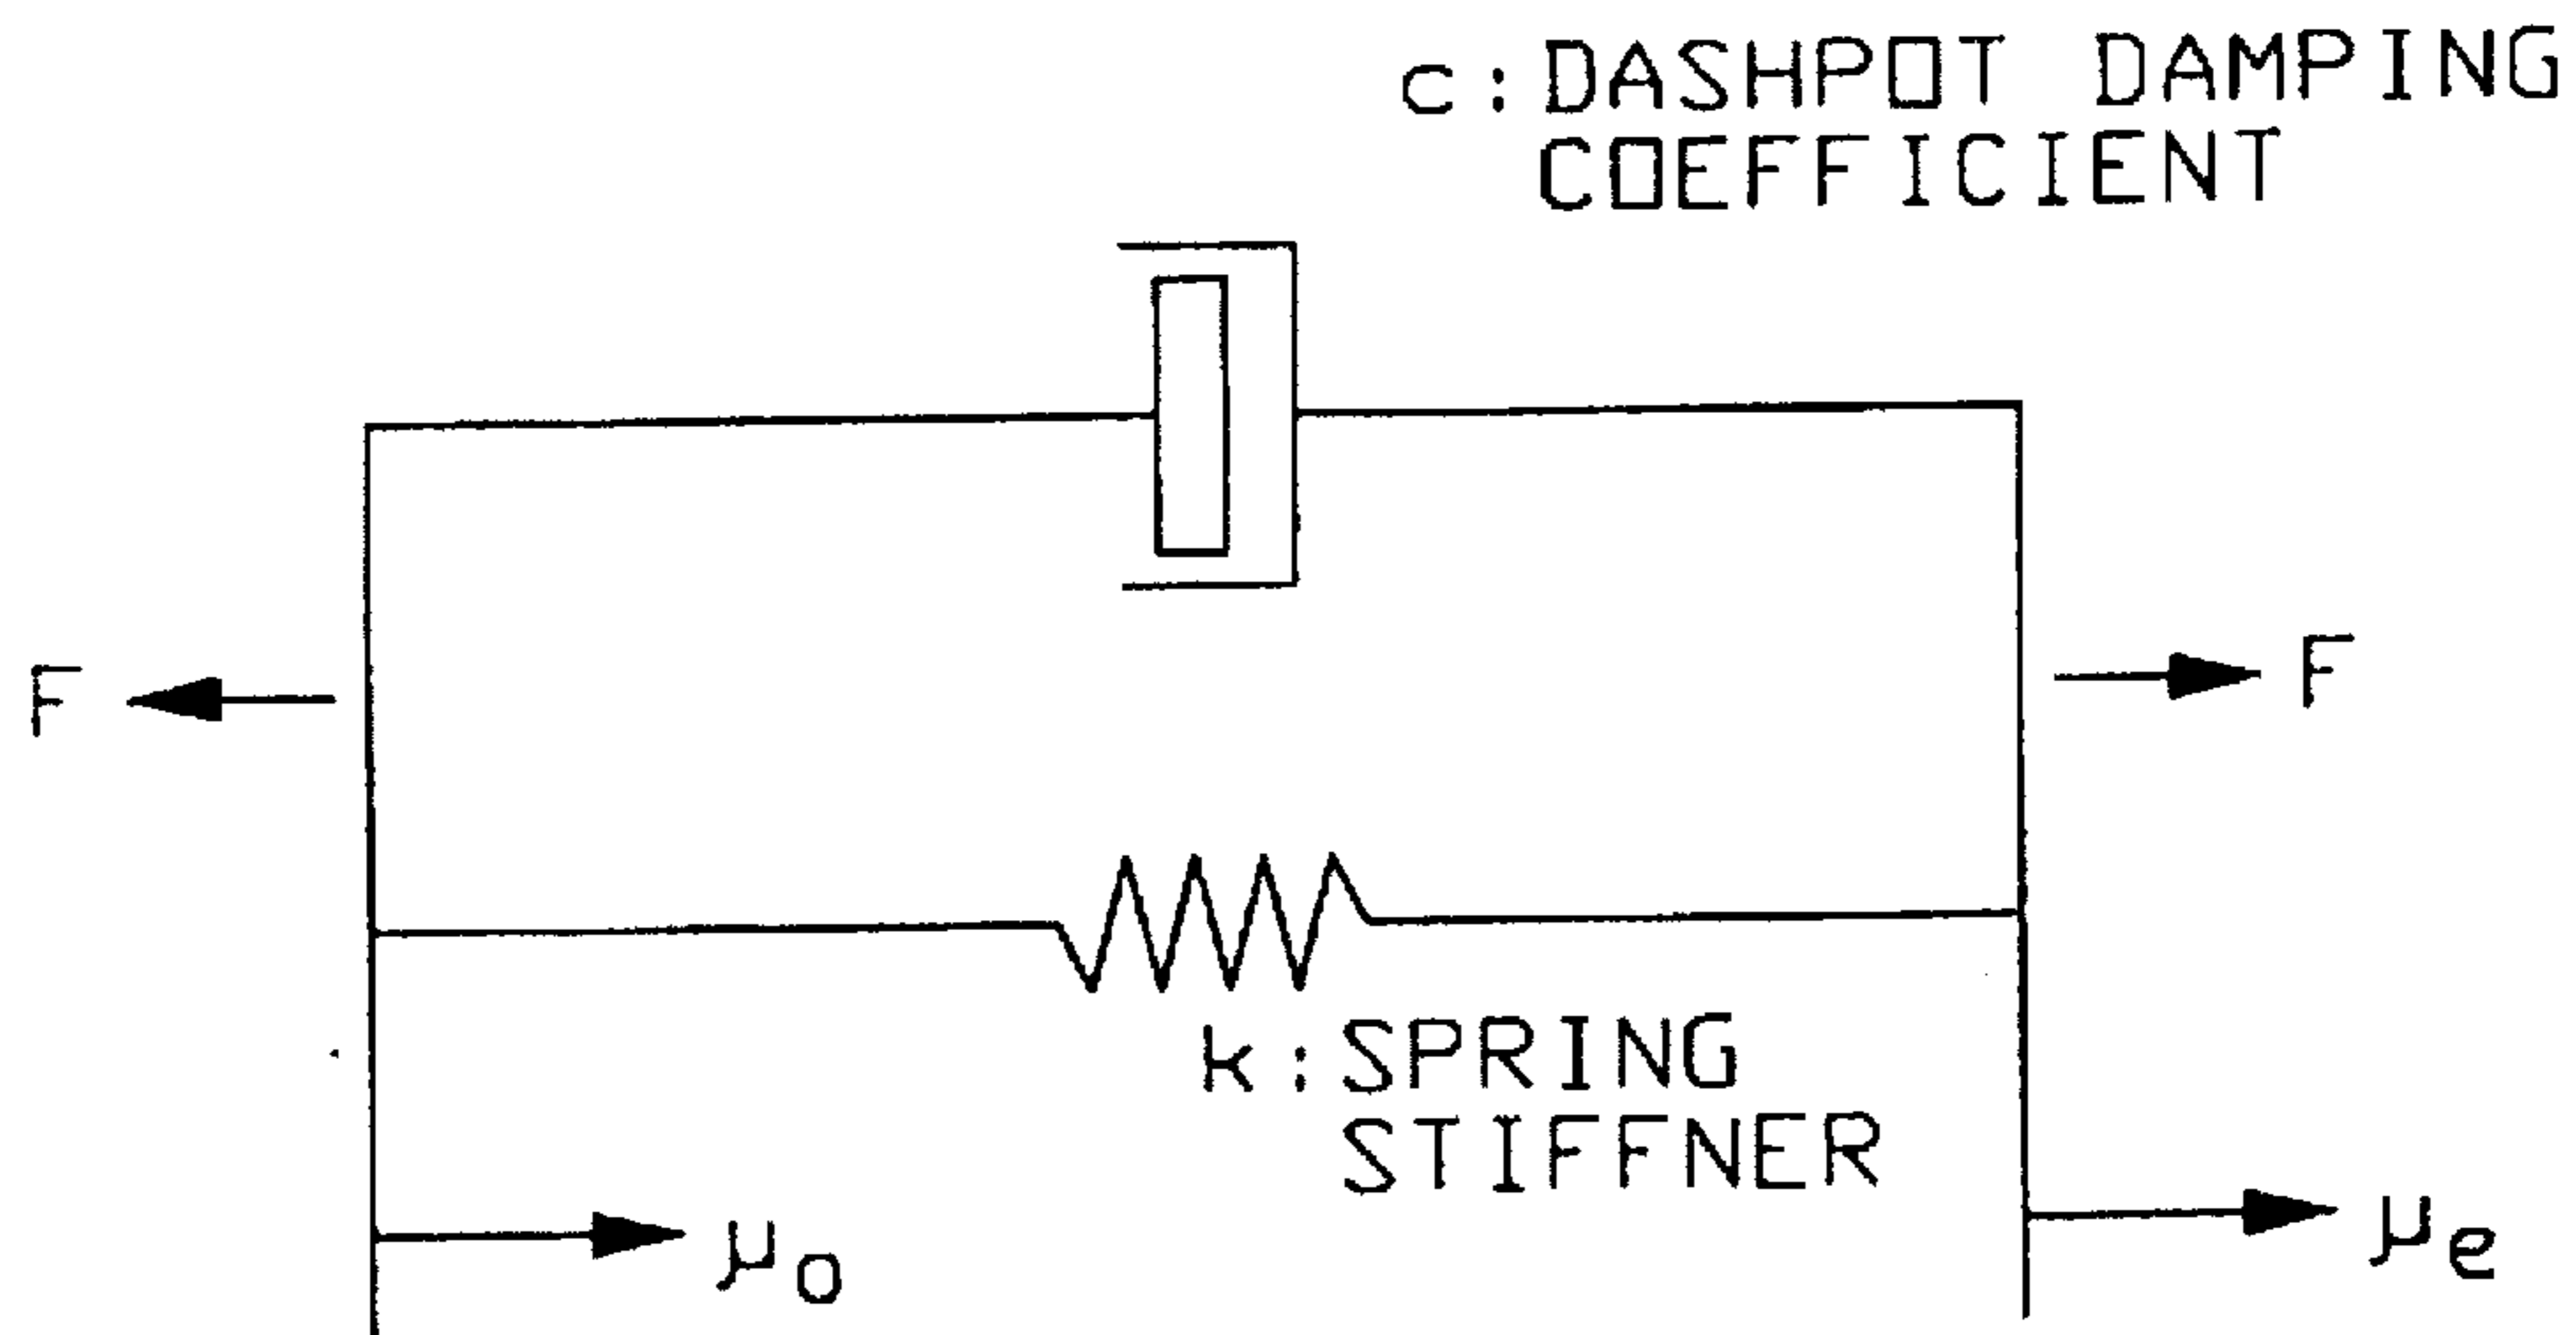 c: DASHPOT DAMPING
COEFFICIENT
F
F
k: SPRING
STIFFNER
μo
μe